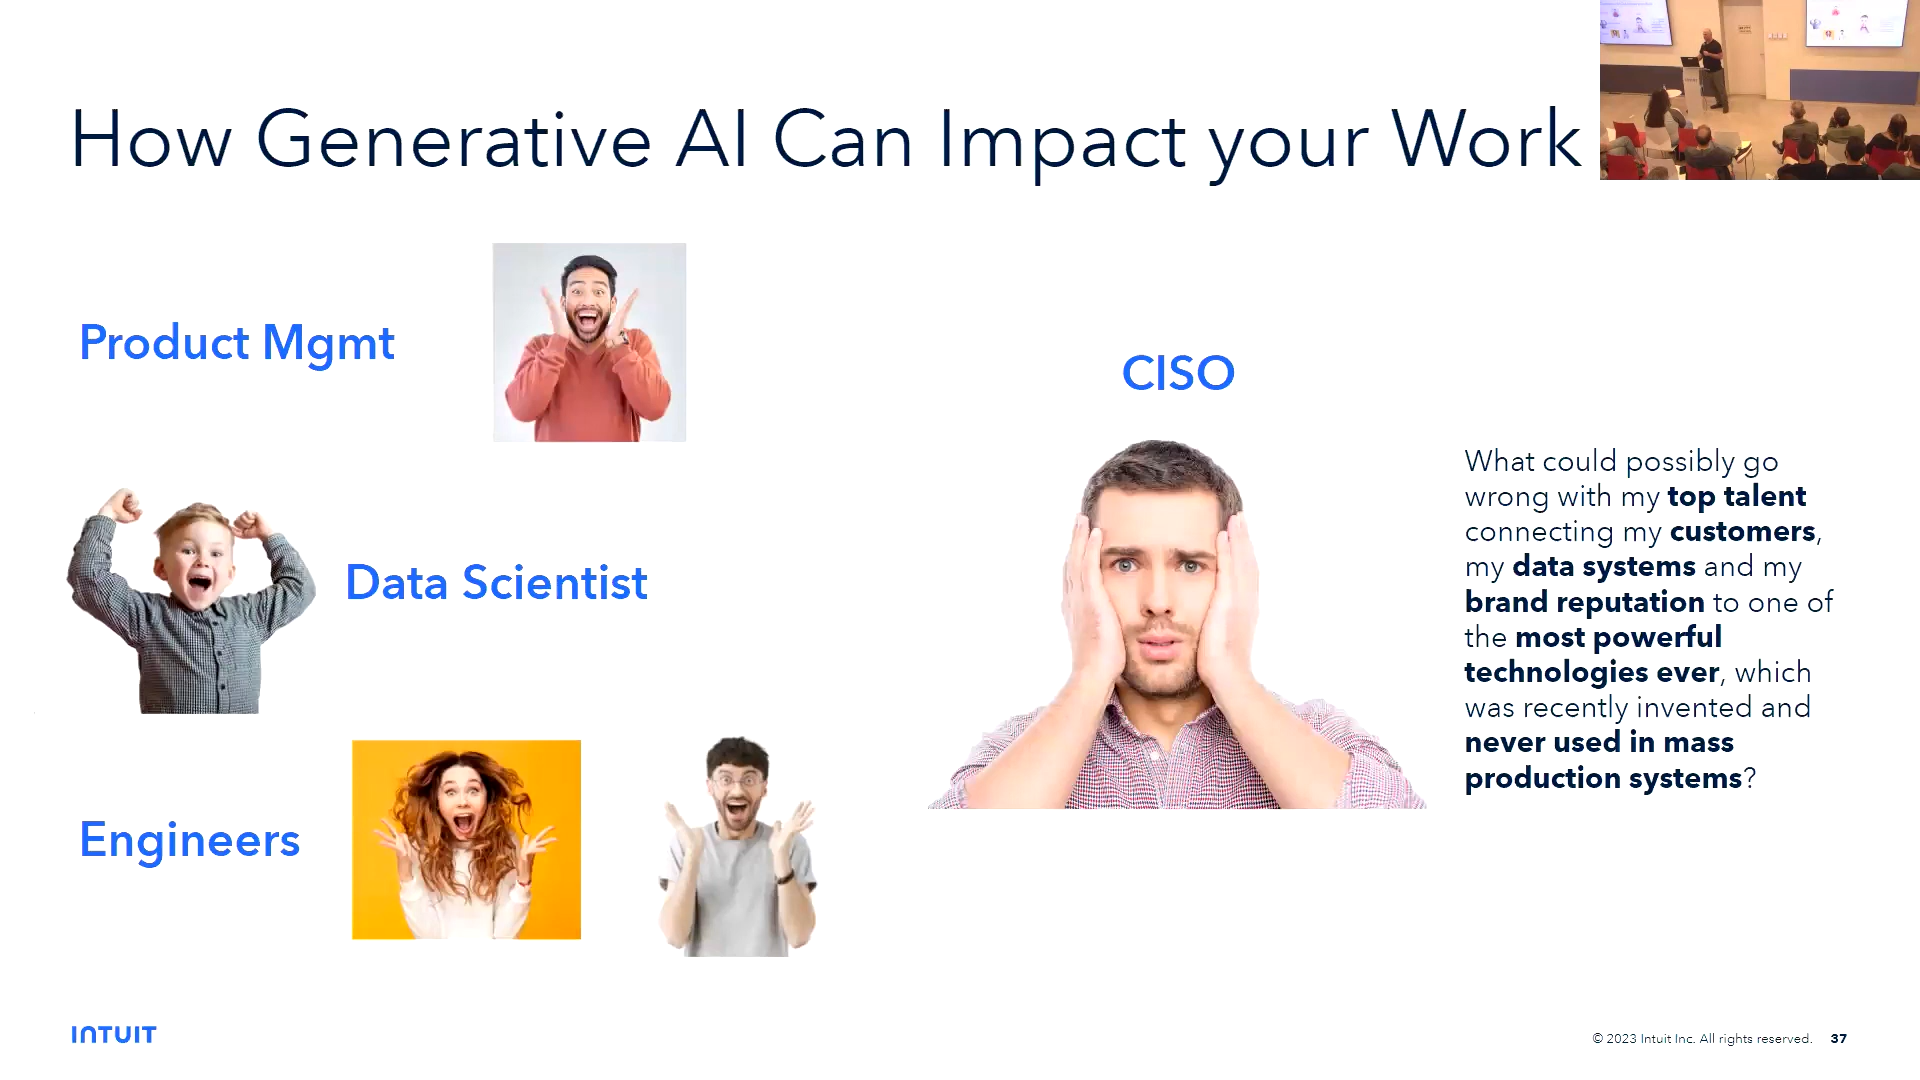 How Generative AI Can Impact your Work
Product Mgmt
Data Scientist
Engineers
CISO
What could possibly go
wrong with my top talent
connecting my customers,
my data systems and my
brand reputation to one of
the most powerful
technologies ever, which
was recently invented and
never used in mass
production systems?
INTUIT
© 2023 Intuit Inc. All rights reserved. 37